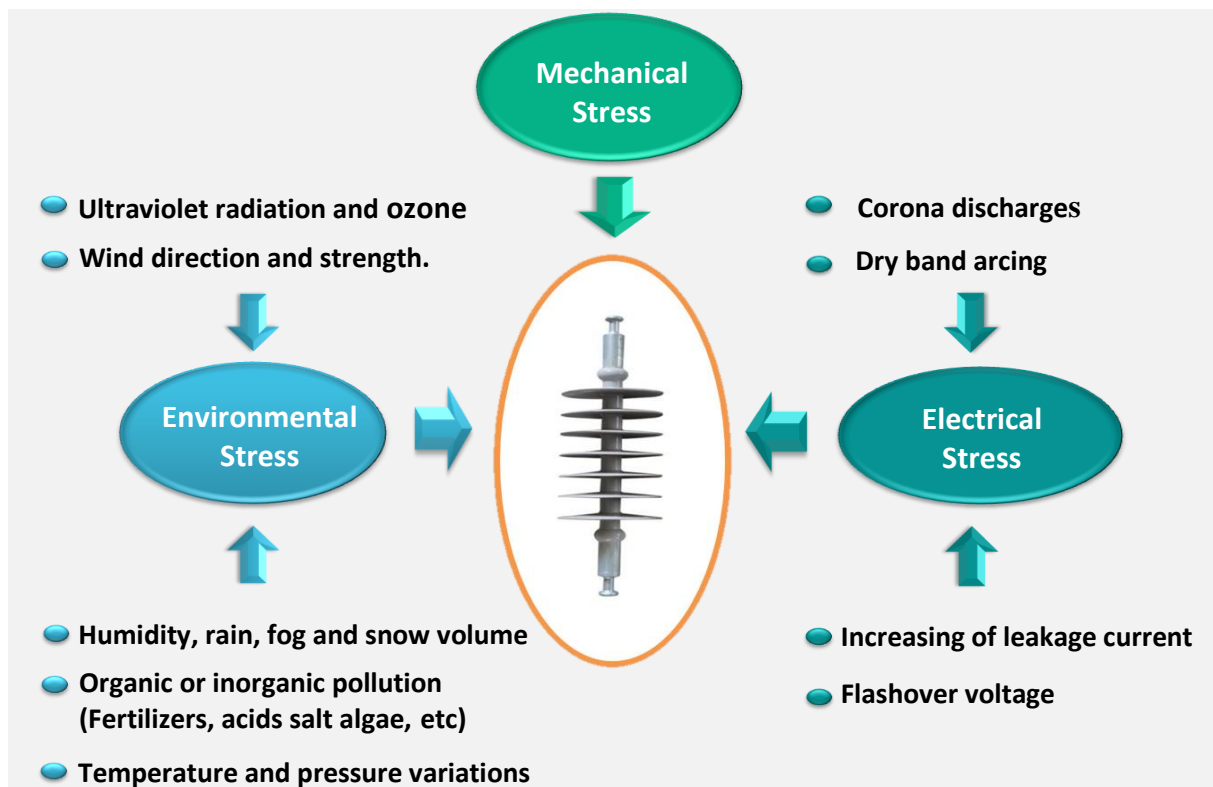 Mechanical
Stress
Ultraviolet radiation and ozone
Wind direction and strength.
Corona discharges
Dry band arcing
Environmental
Stress
Electrical
Stress
Humidity, rain, fog and snow volume
Organic or inorganic pollution
(Fertilizers, acids salt algae, etc)
Temperature and pressure variations
Increasing of leakage current
Flashover voltage